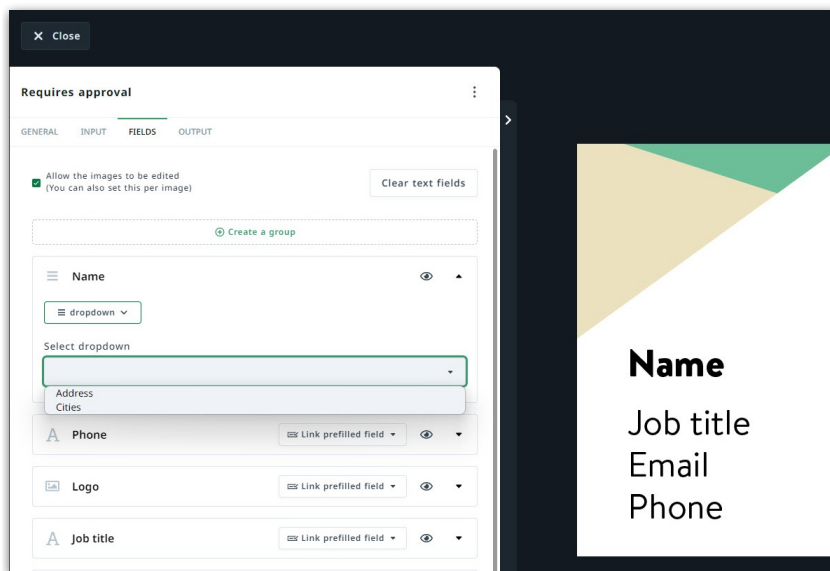 Close
Requires approval
GENERAL INPUT FIELDS OUTPUT
Allow the images to be edited
(You can also set this per image)
Clear text fields
Create a group
Name
dropdown
Select dropdown
Address
Cities
Phone Link prefilled field
Logo Link prefilled field
Job title Link prefilled field
Name
Job title
Email
Phone